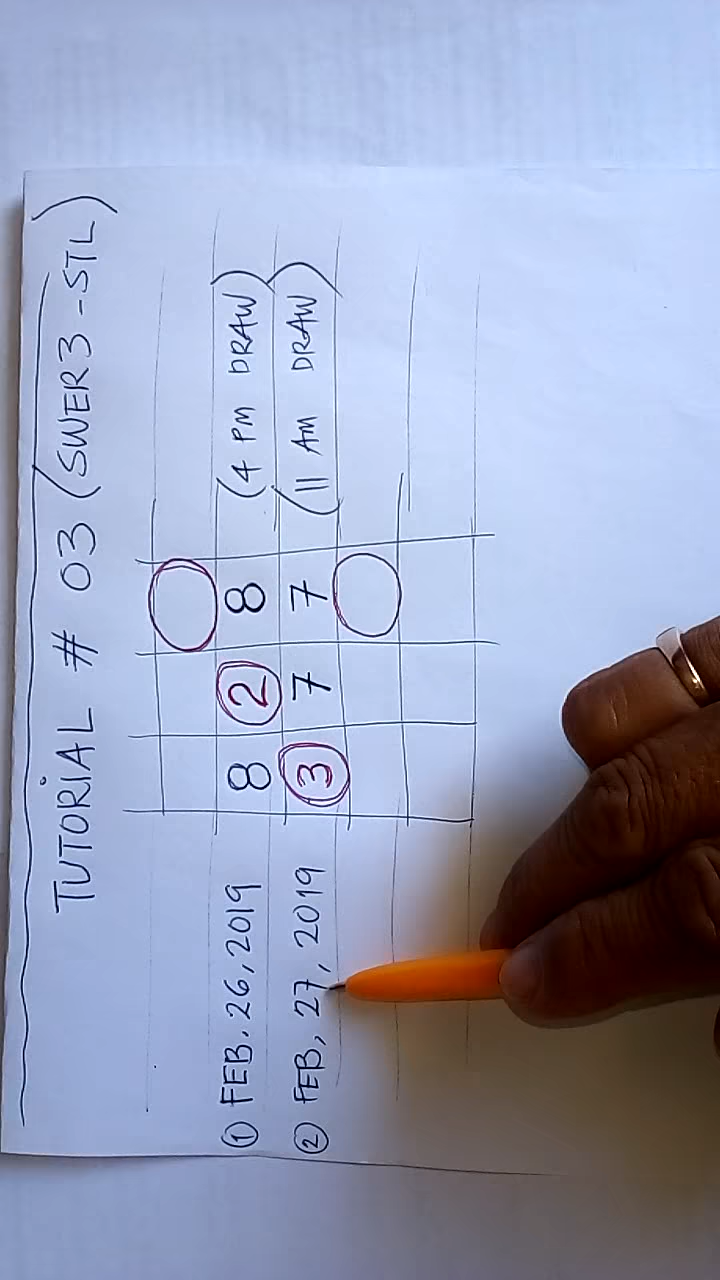 TUTORIAL # 03 (SWER3-STL)
① FEB. 26, 2019 8 2 8 (4 PM DRAW)
② FEB, 27, 2019 3 7 7 (11 AM DRAW)